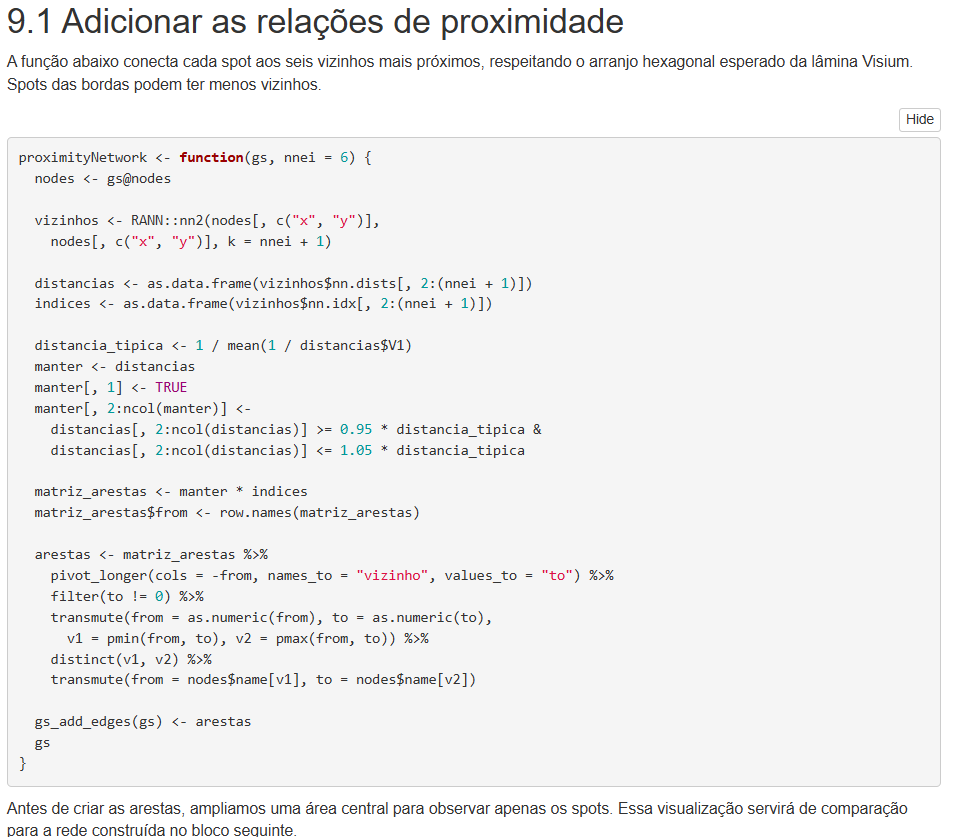 9.1 Adicionar as relações de proximidade
A função abaixo conecta cada spot aos seis vizinhos mais próximos, respeitando o arranjo hexagonal esperado da lâmina Visium.
Spots das bordas podem ter menos vizinhos.
Hide
proximityNetwork <- function(gs, nnei = 6) {
  nodes <- gs@nodes

  vizinhos <- RANN::nn2(nodes[, c("x", "y")],
    nodes[, c("x", "y")], k = nnei + 1)

  distancias <- as.data.frame(vizinhos$nn.dists[, 2:(nnei + 1)])
  indices <- as.data.frame(vizinhos$nn.idx[, 2:(nnei + 1)])

  distancia_tipica <- 1 / mean(1 / distancias$V1)
  manter <- distancias
  manter[, 1] <- TRUE
  manter[, 2:ncol(manter)] <-
    distancias[, 2:ncol(distancias)] >= 0.95 * distancia_tipica &
    distancias[, 2:ncol(distancias)] <= 1.05 * distancia_tipica

  matriz_arestas <- manter * indices
  matriz_arestas$from <- row.names(matriz_arestas)

  arestas <- matriz_arestas %>%
    pivot_longer(cols = -from, names_to = "vizinho", values_to = "to") %>%
    filter(to != 0) %>%
    transmute(from = as.numeric(from), to = as.numeric(to),
      v1 = pmin(from, to), v2 = pmax(from, to)) %>%
    distinct(v1, v2) %>%
    transmute(from = nodes$name[v1], to = nodes$name[v2])

  gs_add_edges(gs) <- arestas
  gs
}
Antes de criar as arestas, ampliamos uma área central para observar apenas os spots. Essa visualização servirá de comparação
para a rede construída no bloco seguinte.